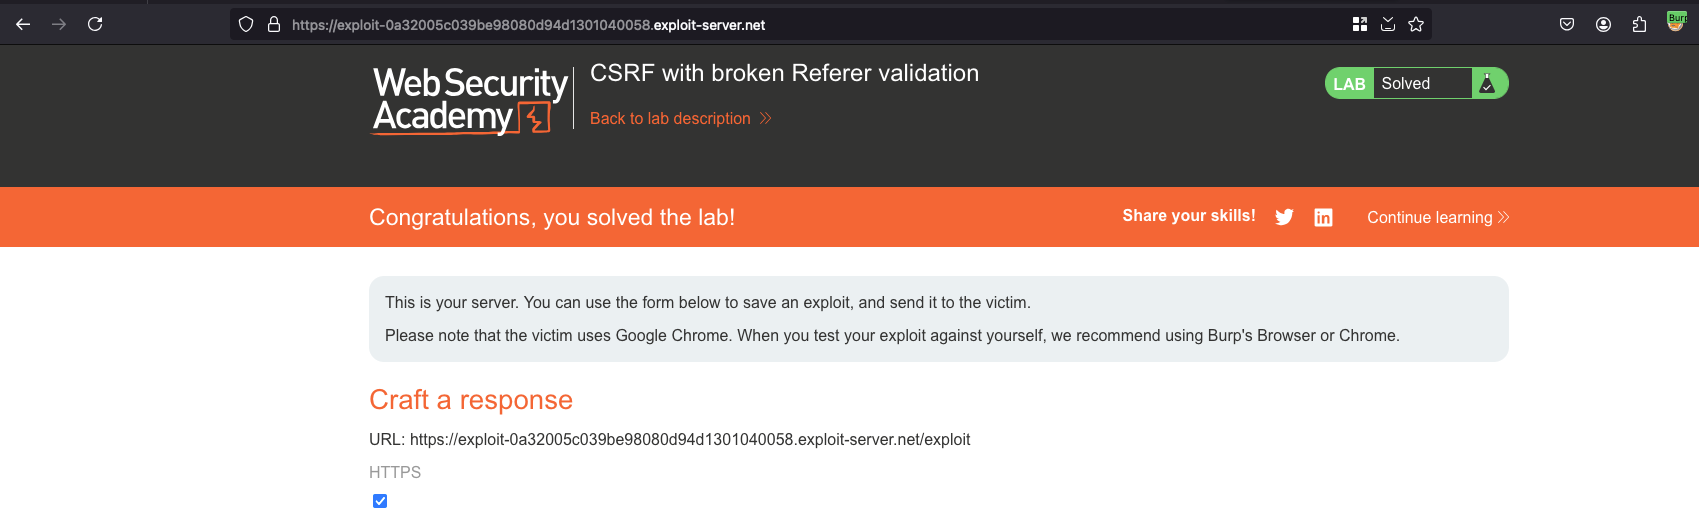 https://exploit-0a32005c039be98080d94d1301040058.exploit-server.net
Burp
WebSecurity
Academy
CSRF with broken Referer validation
Back to lab description
LAB Solved
Congratulations, you solved the lab!
Share your skills!
Continue learning
This is your server. You can use the form below to save an exploit, and send it to the victim.
Please note that the victim uses Google Chrome. When you test your exploit against yourself, we recommend using Burp's Browser or Chrome.
Craft a response
URL: https://exploit-0a32005c039be98080d94d1301040058.exploit-server.net/exploit
HTTPS